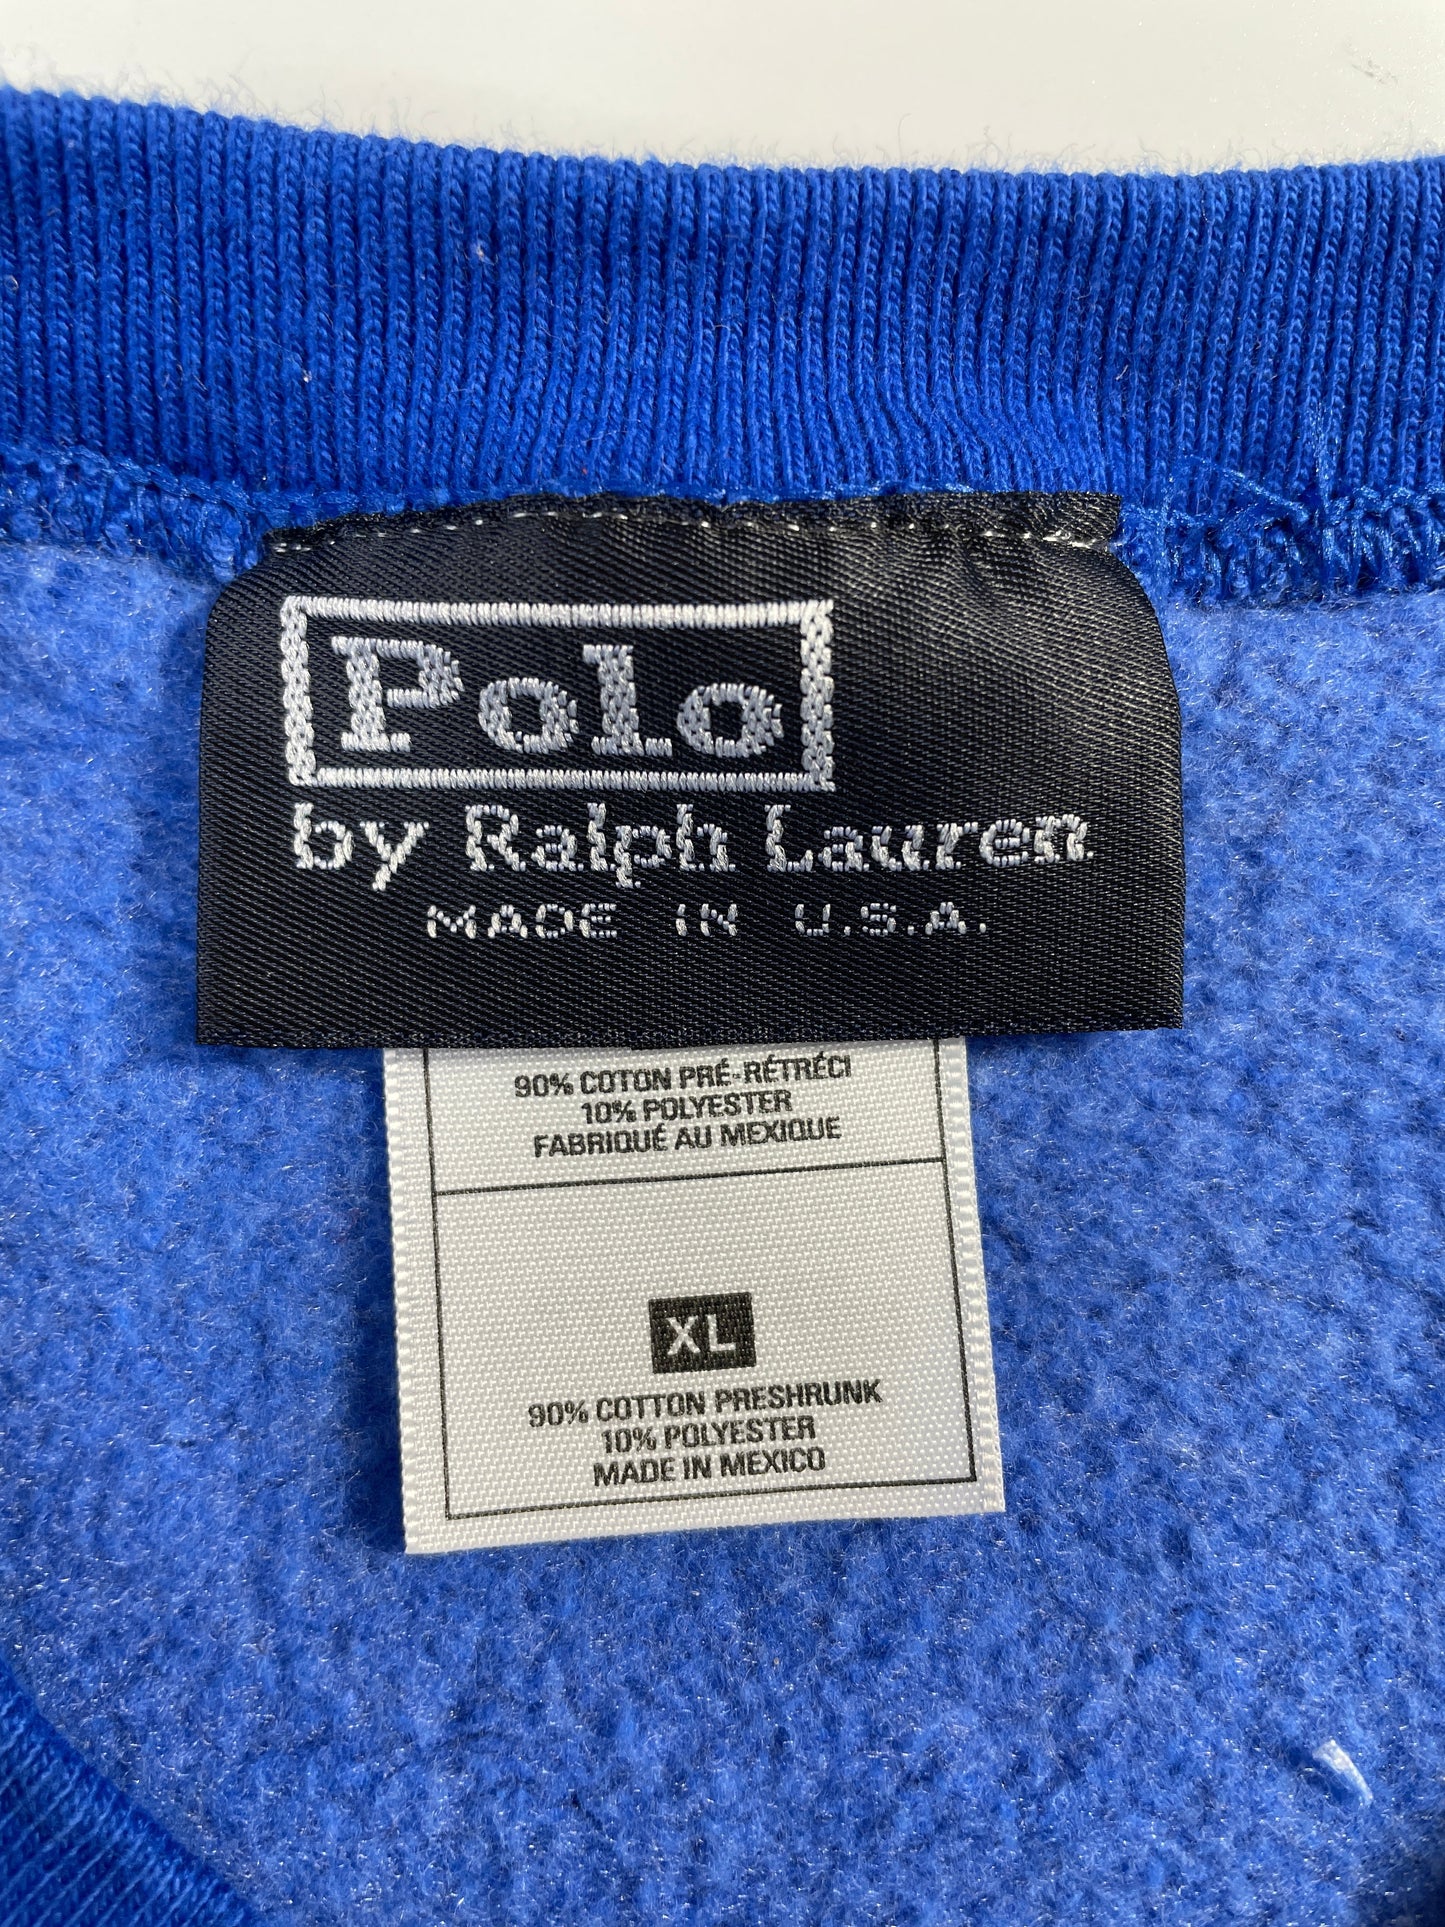 Polo
by Ralph Lauren
MADE IN U.S.A.
90% COTON PRÉ-RÉTRÉCI
10% POLYESTER
FABRIQUÉ AU MEXIQUE
XL
90% COTTON PRESHRUNK
10% POLYESTER
MADE IN MEXICO